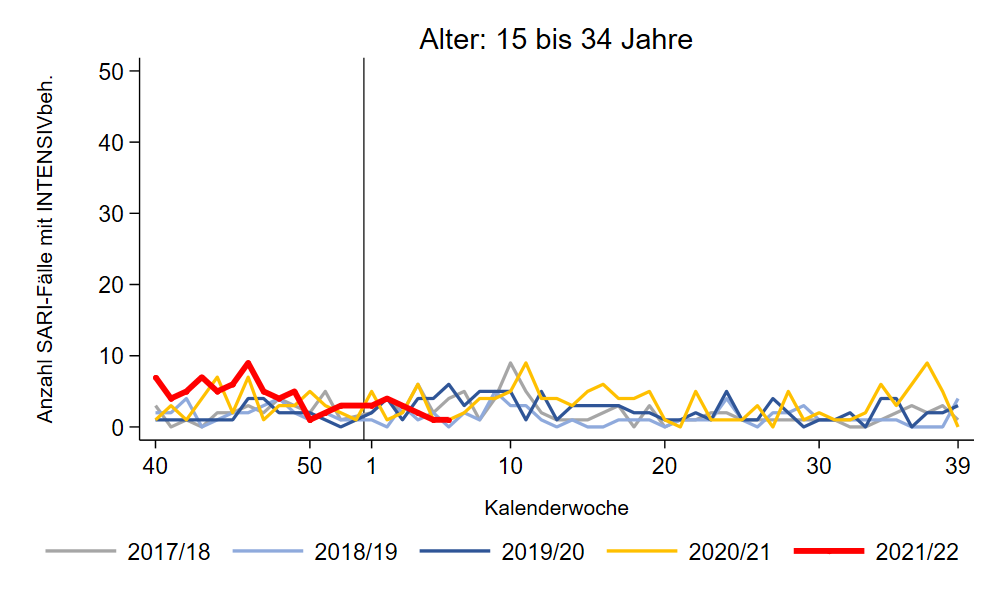 Alter: 15 bis 34 Jahre
Anzahl SARI-Fälle mit INTENSIVbeh.
50
40
30
20
10
0
40 50 1 10 20 30 39
Kalenderwoche
2017/18 2018/19 2019/20 2020/21 2021/22